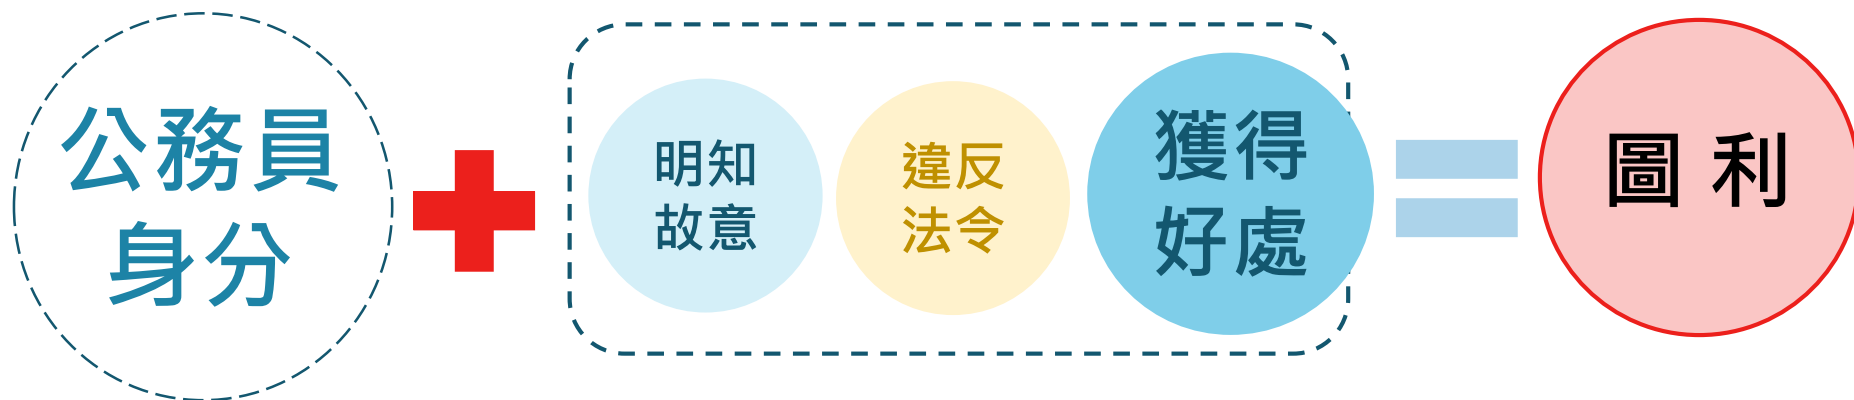 公務員
身分
明知
故意
違反
法令
獲得
好處
圖利